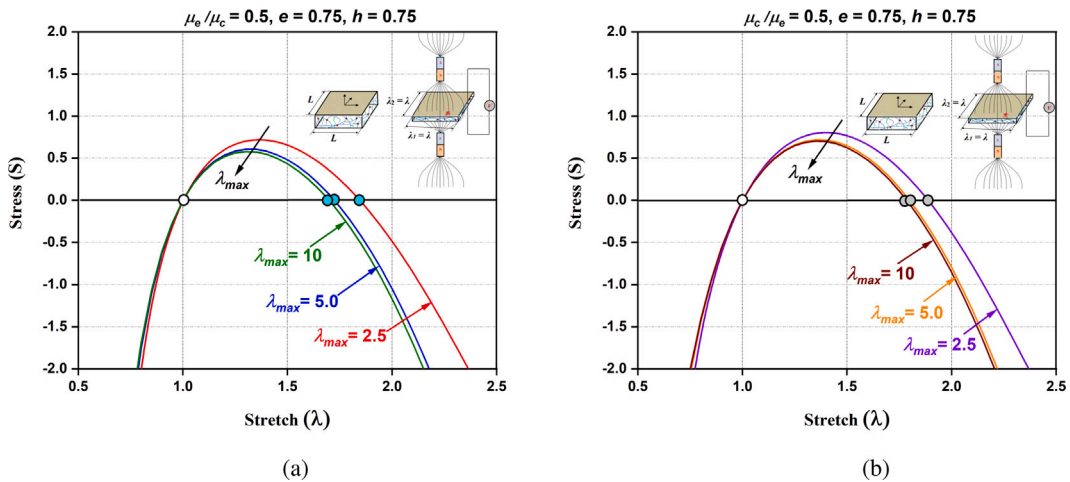 μe/μc = 0.5, e = 0.75, h = 0.75
2.0
1.5
1.0
0.5
0.0
-0.5
-1.0
-1.5
-2.0
Stress (S)
L
L
λ2 = λ
λ1 = λ
λmax
λmax= 10
λmax= 5.0
λmax= 2.5
0.5 1.0 1.5 2.0 2.5
Stretch (λ)
(a)
μc/μe = 0.5, e = 0.75, h = 0.75
2.0
1.5
1.0
0.5
0.0
-0.5
-1.0
-1.5
-2.0
Stress (S)
L
L
λ2 = λ
λ1 = λ
λmax
λmax= 10
λmax= 5.0
λmax= 2.5
0.5 1.0 1.5 2.0 2.5
Stretch (λ)
(b)